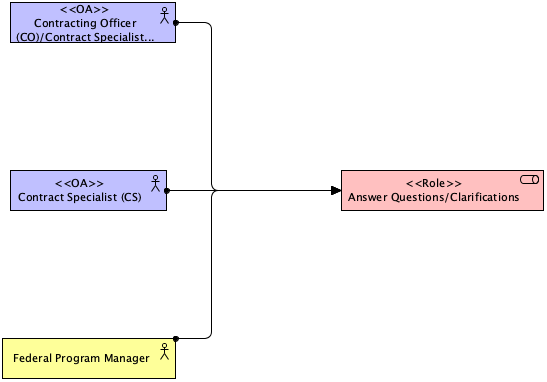 <<OA>>
Contracting Officer
(CO)/Contract Specialist...
<<OA>>
Contract Specialist (CS)
<<Role>>
Answer Questions/Clarifications
Federal Program Manager